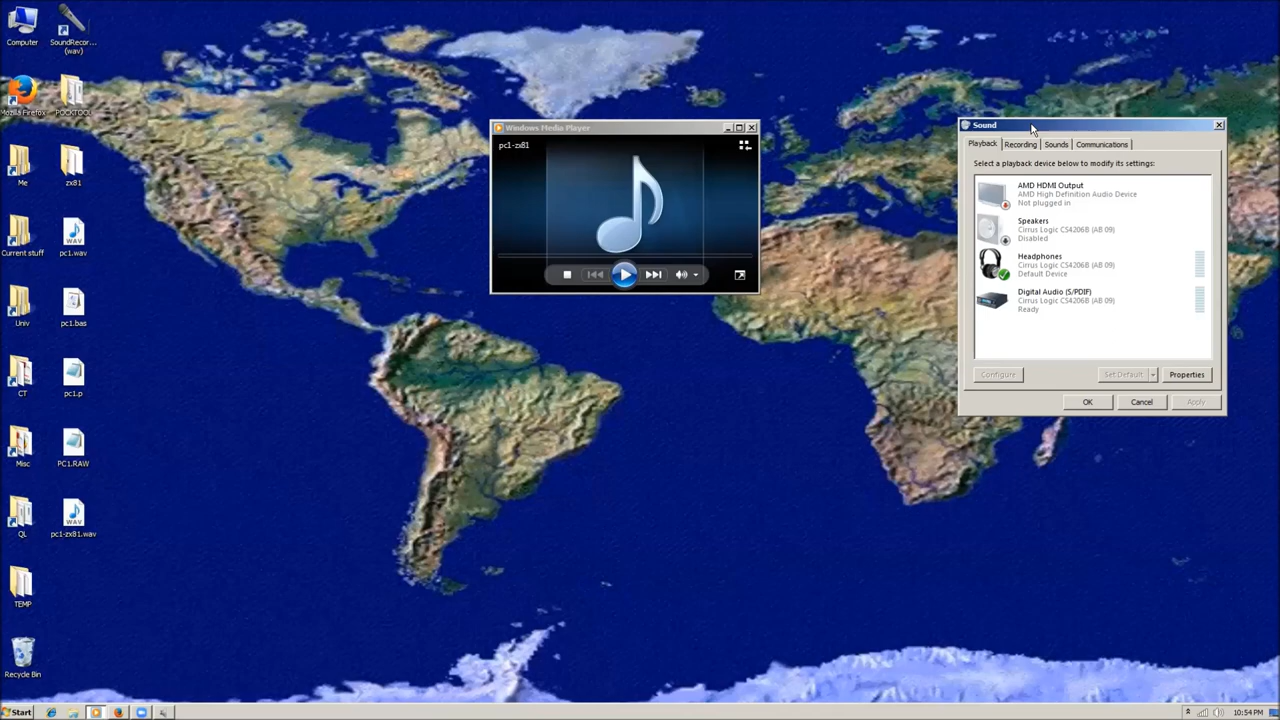 Computer
SoundRecor...
(wav)
Mozilla Firefox
POCKTOOL
Me
zx81
Current stuff
pc1.wav
Univ
pc1.bas
CT
pc1.p
Misc
PC1.RAW
QL
pc1-zx81.wav
TEMP
Recycle Bin
Windows Media Player
pc1-zx81
Sound
Playback
Recording
Sounds
Communications
Select a playback device below to modify its settings:
AMD HDMI Output
AMD High Definition Audio Device
Not plugged in
Speakers
Cirrus Logic CS4206B (AB 09)
Disabled
Headphones
Cirrus Logic CS4206B (AB 09)
Default Device
Digital Audio (S/PDIF)
Cirrus Logic CS4206B (AB 09)
Ready
Configure
Set Default
Properties
OK
Cancel
Apply
Start
10:54 PM